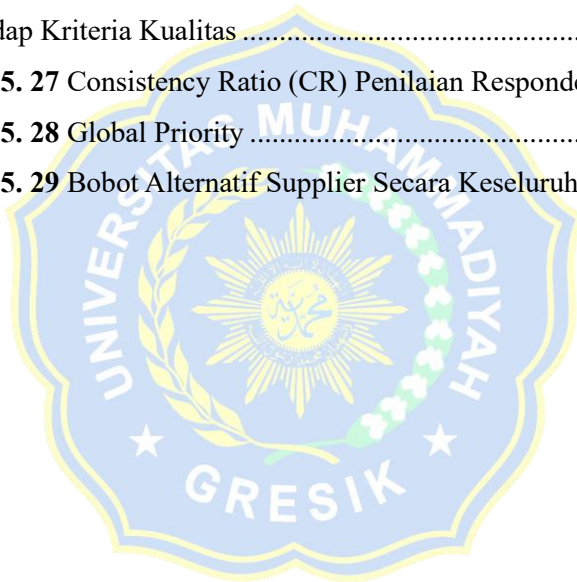 dap Kriteria Kualitas ............................................
5. 27 Consistency Ratio (CR) Penilaian Responde
5. 28 Global Priority ............................................
5. 29 Bobot Alternatif Supplier Secara Keseluruh
UNIVERSITAS MUHAMMADIYAH
محمد
GRESIK